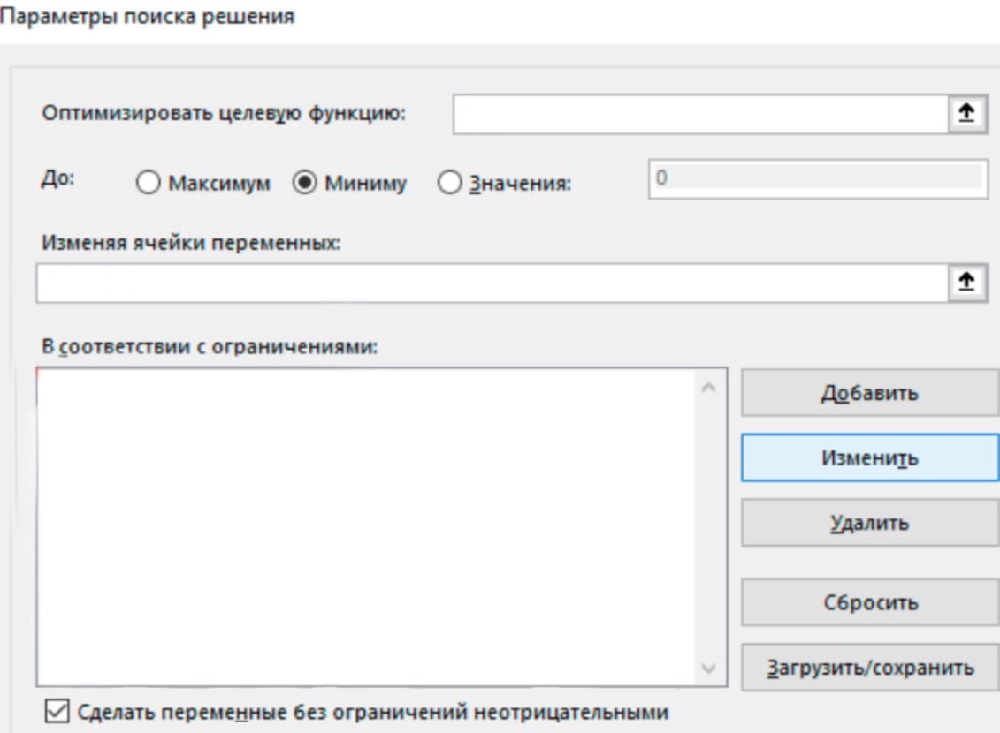 Параметры поиска решения
Оптимизировать целевую функцию:
До: Максимум Миниму Значения: 0
Изменяя ячейки переменных:
В соответствии с ограничениями:
Добавить
Изменить
Удалить
Сбросить
Загрузить/сохранить
Сделать переменные без ограничений неотрицательными